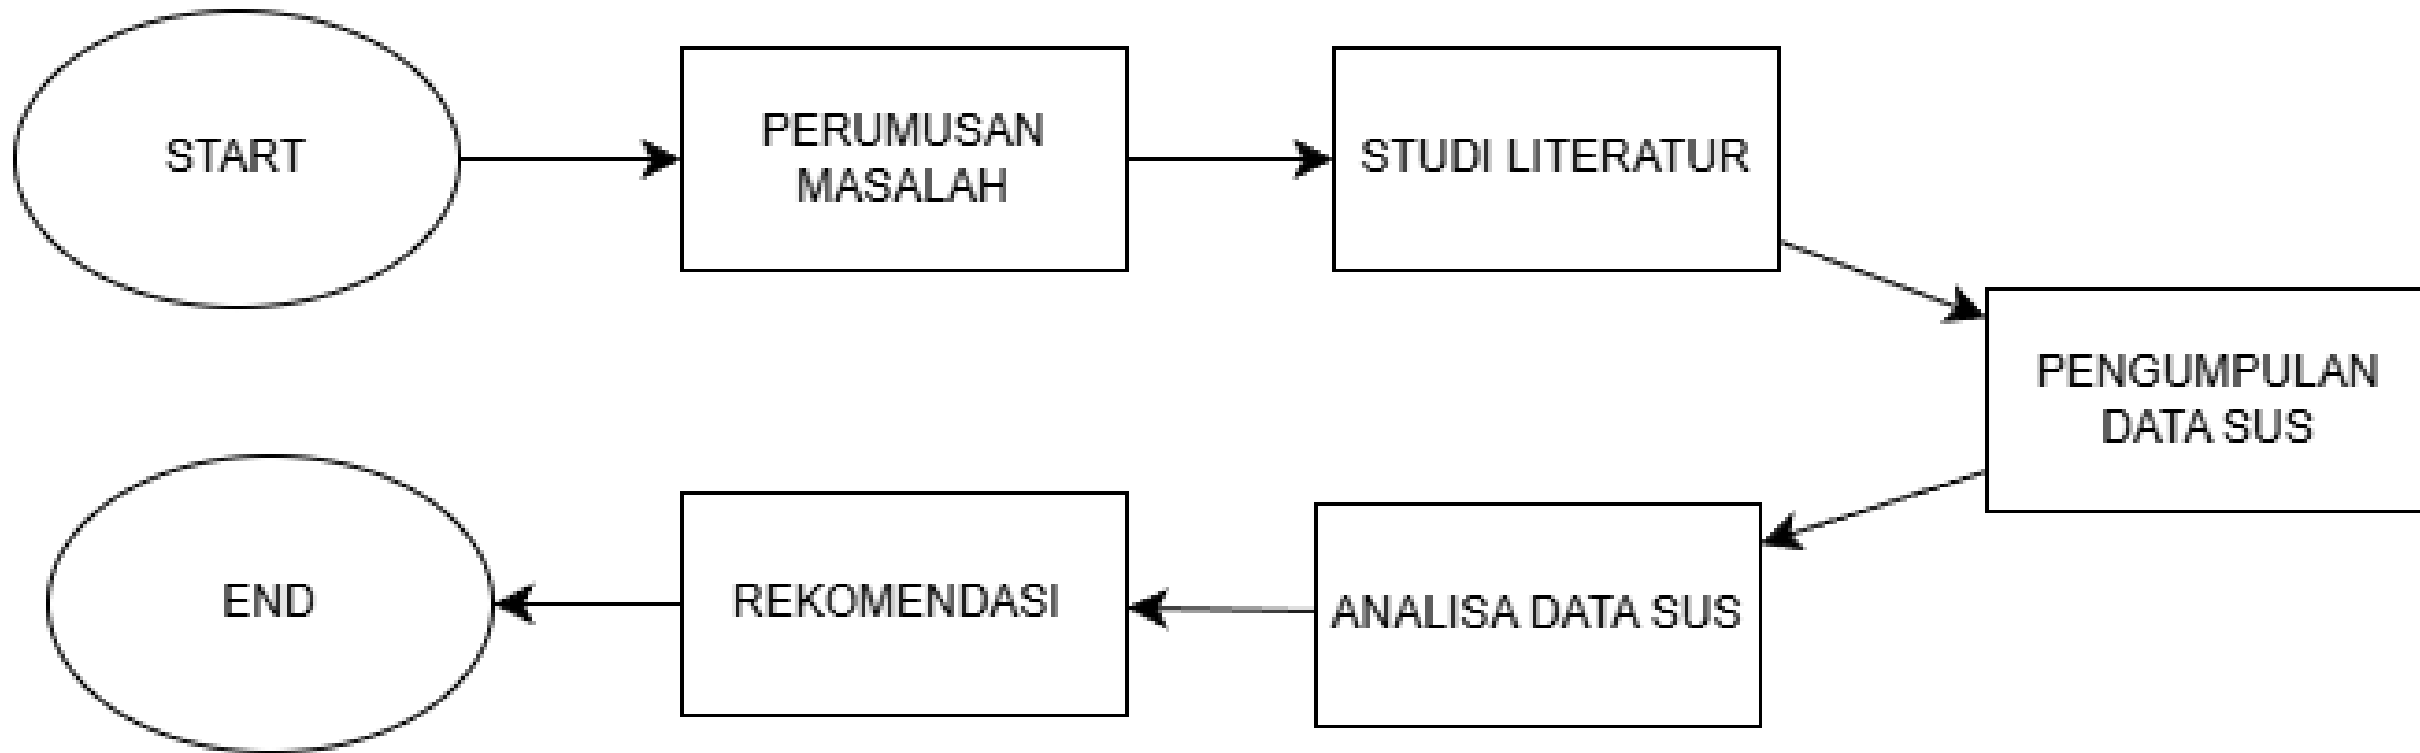 START
PERUMUSAN
MASALAH
STUDI LITERATUR
PENGUMPULAN
DATA SUS
ANALISA DATA SUS
REKOMENDASI
END